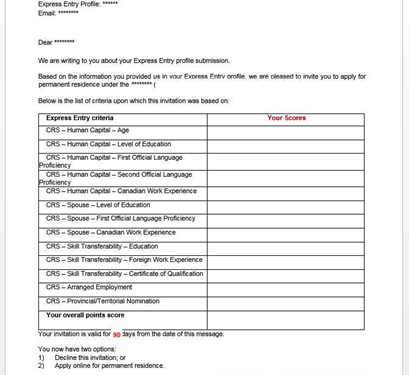 Express Entry Profile: ******
Email: ********
Dear ********
We are writing to you about your Express Entry profile submission.
Based on the information you provided us in your Express Entry profile, we are pleased to invite you to apply for
permanent residence under the ******** (
Below is the list of criteria upon which this invitation was based on:
Express Entry criteria Your Scores
CRS – Human Capital – Age
CRS – Human Capital – Level of Education
CRS – Human Capital – First Official Language
Proficiency
CRS – Human Capital – Second Official Language
Proficiency
CRS – Human Capital – Canadian Work Experience
CRS – Spouse – Level of Education
CRS – Spouse – First Official Language Proficiency
CRS – Spouse – Canadian Work Experience
CRS – Skill Transferability – Education
CRS – Skill Transferability – Foreign Work Experience
CRS – Skill Transferability – Certificate of Qualification
CRS – Arranged Employment
CRS – Provincial/Territorial Nomination
Your overall points score
Your invitation is valid for 90 days from the date of this message.
You now have two options:
1) Decline this invitation; or
2) Apply online for permanent residence.